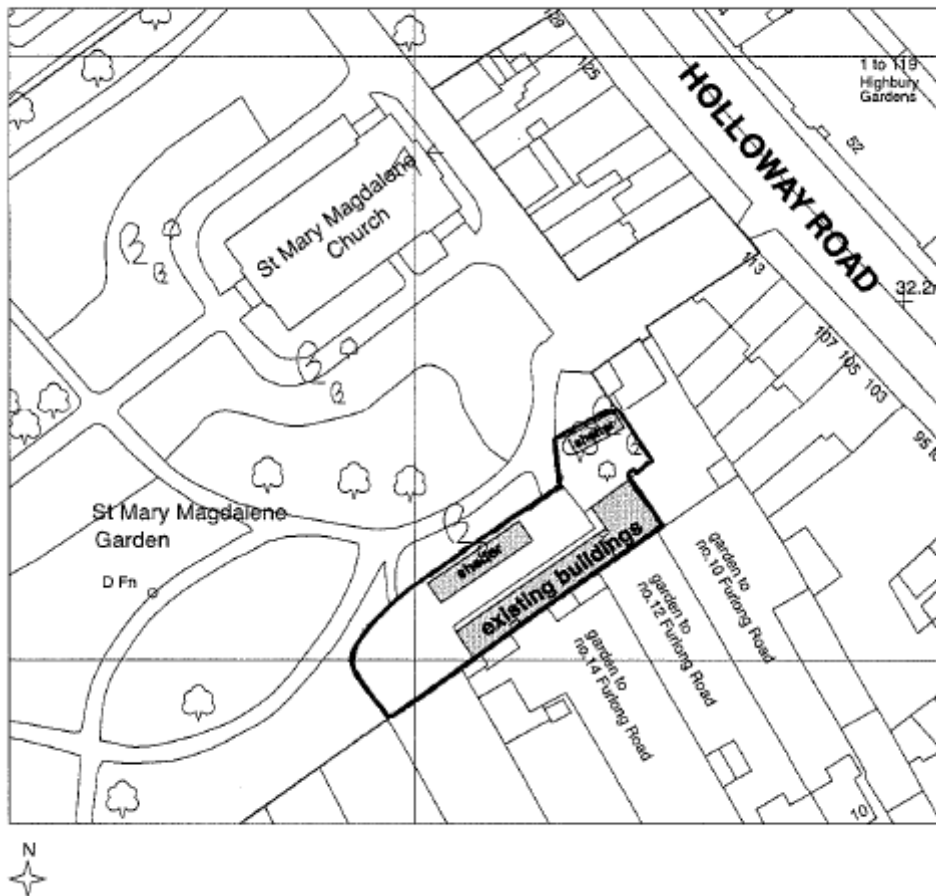 129
125
1 to 119
Highbury
Gardens
HOLLOWAY ROAD
52
St Mary Magdalene
Church
32.2
113
107
105
103
95
shelter
St Mary Magdalene
Garden
D Fn
shelter
existing buildings
garden to
no.10 Furlong Road
garden to
no.12 Furlong Road
garden to
no.14 Furlong Road
10
N